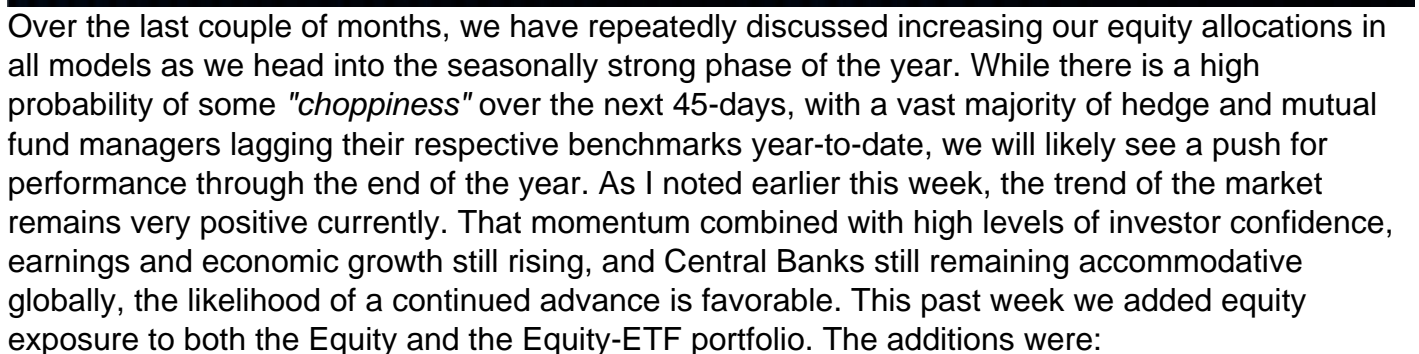 Over the last couple of months, we have repeatedly discussed increasing our equity allocations in
all models as we head into the seasonally strong phase of the year. While there is a high
probability of some "choppiness" over the next 45-days, with a vast majority of hedge and mutual
fund managers lagging their respective benchmarks year-to-date, we will likely see a push for
performance through the end of the year. As I noted earlier this week, the trend of the market
remains very positive currently. That momentum combined with high levels of investor confidence,
earnings and economic growth still rising, and Central Banks still remaining accommodative
globally, the likelihood of a continued advance is favorable. This past week we added equity
exposure to both the Equity and the Equity-ETF portfolio. The additions were: